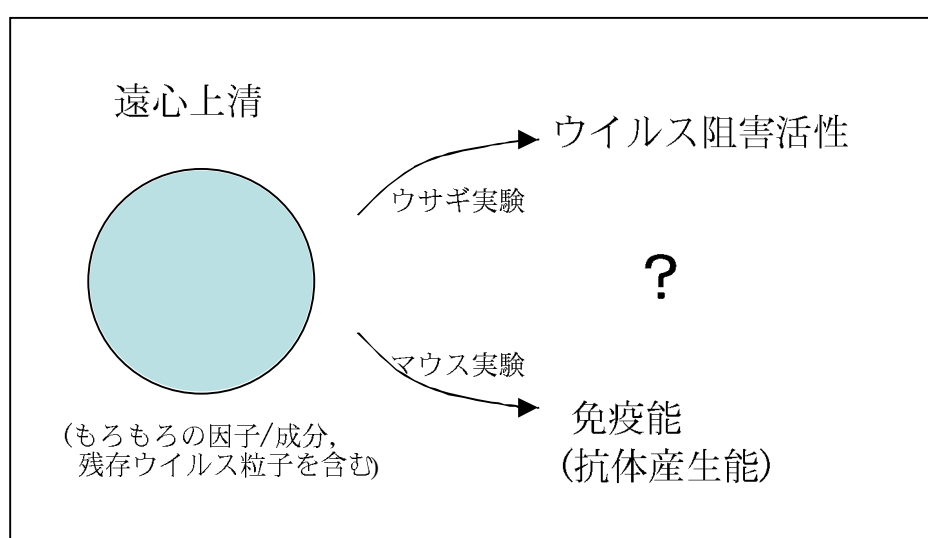 遠心上清
ウイルス阻害活性
ウサギ実験
?
マウス実験
免疫能
(抗体産生能)
(もろもろの因子/成分,
残存ウイルス粒子を含む)